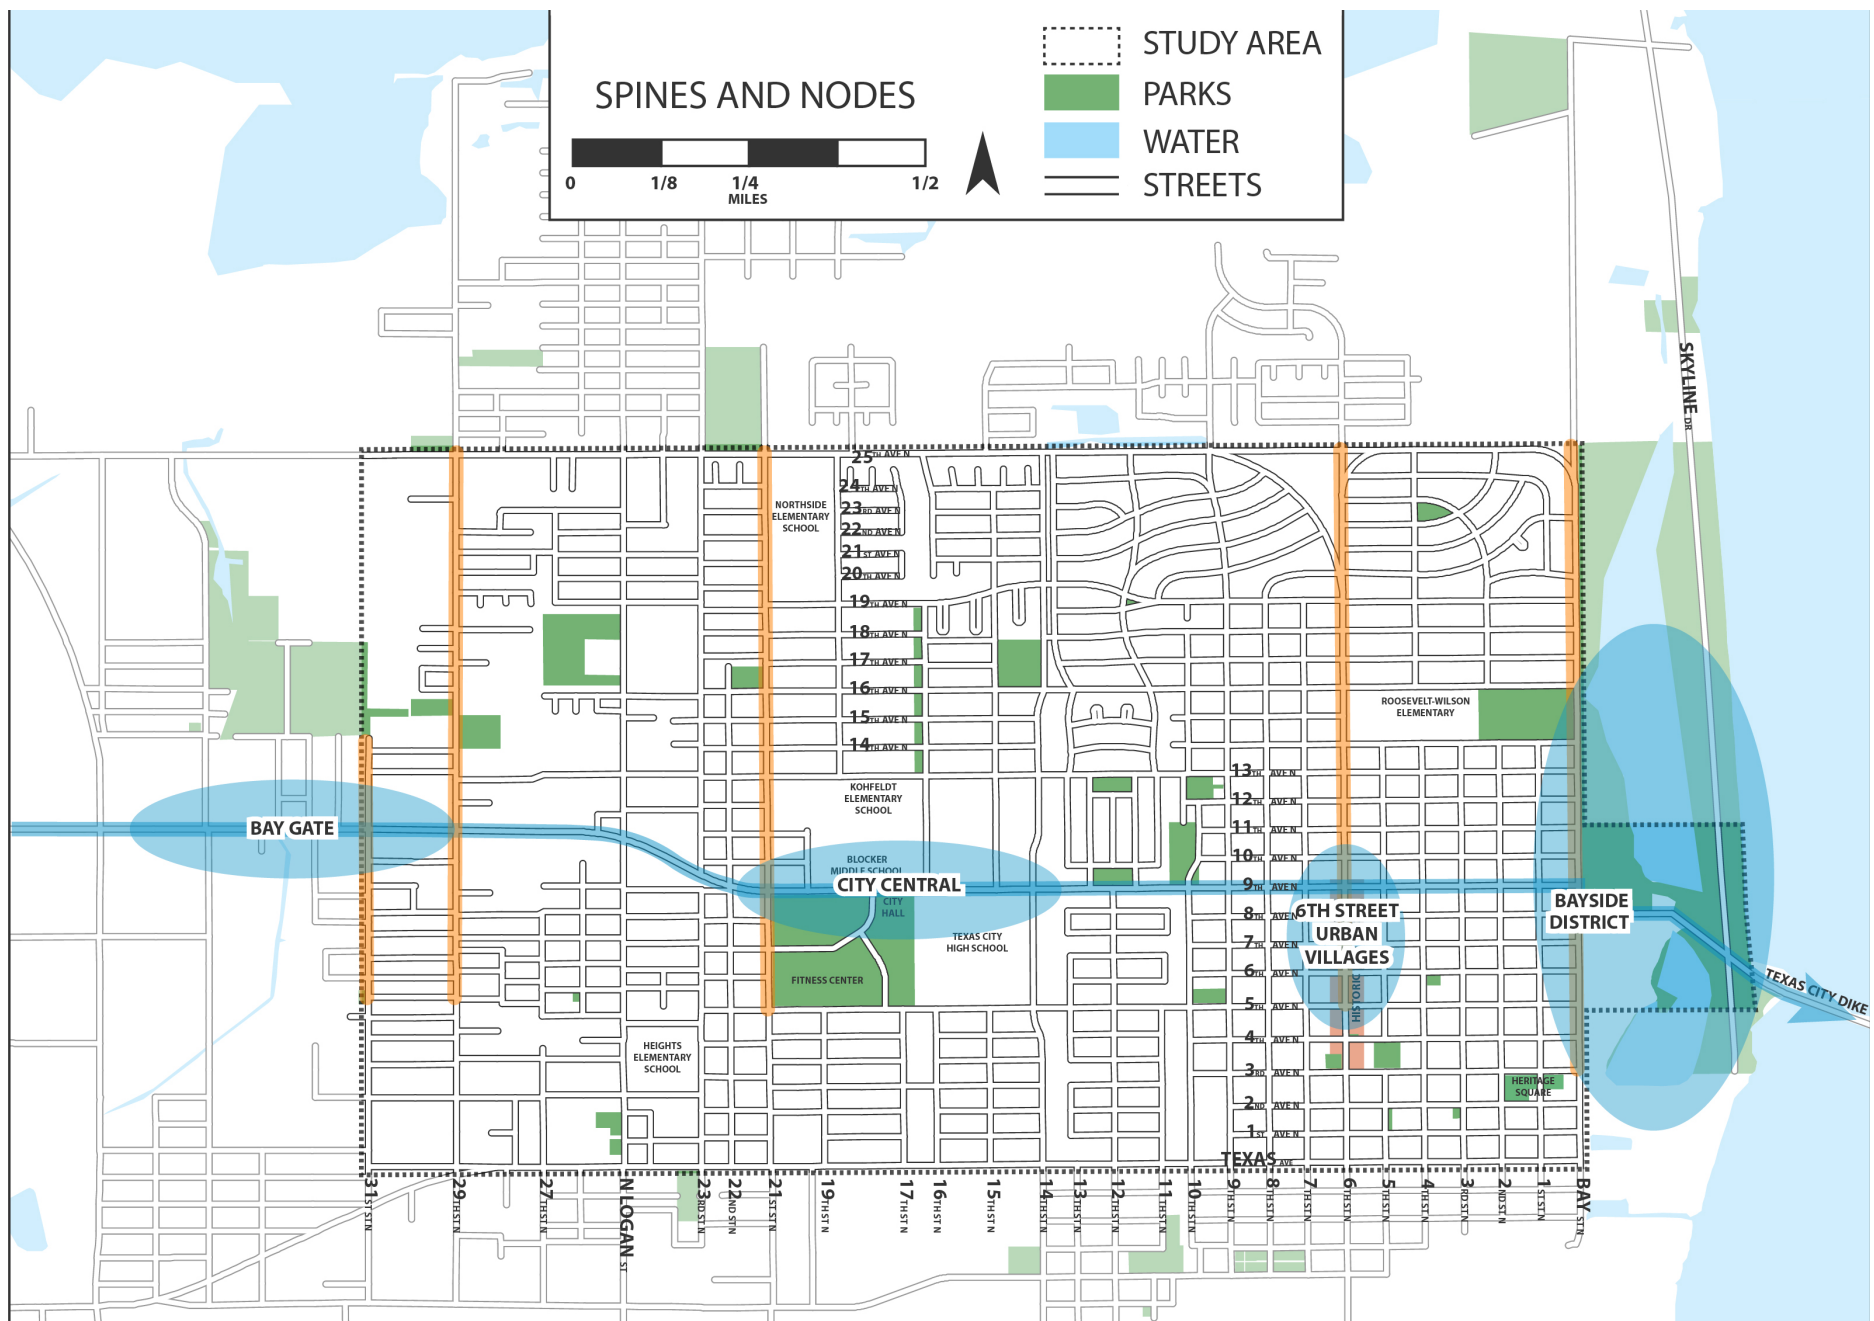 SPINES AND NODES
0
1/8
1/4
1/2
MILES
STUDY AREA
PARKS
WATER
STREETS
SKYLINE DR
25TH AVE N
24TH AVE N
23RD AVE N
22ND AVE N
21ST AVE N
20TH AVE N
19TH AVE N
18TH AVE N
17TH AVE N
16TH AVE N
15TH AVE N
14TH AVE N
NORTHSIDE
ELEMENTARY
SCHOOL
ROOSEVELT-WILSON
ELEMENTARY
KOHFELDT
ELEMENTARY
SCHOOL
13TH AVE N
12TH AVE N
11TH AVE N
10TH AVE N
9TH AVE N
8TH AVE N
7TH AVE N
6TH AVE N
5TH AVE N
4TH AVE N
3RD AVE N
2ND AVE N
1ST AVE N
TEXAS AVE
BAY GATE
BLOCKER
MIDDLE SCHOOL
CITY CENTRAL
CITY
HALL
TEXAS CITY
HIGH SCHOOL
FITNESS CENTER
6TH STREET
URBAN
VILLAGES
HISTORIC
BAYSIDE
DISTRICT
TEXAS CITY DIKE
HEIGHTS
ELEMENTARY
SCHOOL
HERITAGE
SQUARE
31ST ST N
29TH ST N
27TH ST N
N LOGAN ST
23RD ST N
22ND ST N
21ST ST N
19TH ST N
17TH ST N
16TH ST N
15TH ST N
14TH ST N
13TH ST N
12TH ST N
11TH ST N
10TH ST N
9TH ST N
8TH ST N
7TH ST N
6TH ST N
5TH ST N
4TH ST N
3RD ST N
2ND ST N
1ST ST N
BAY ST N